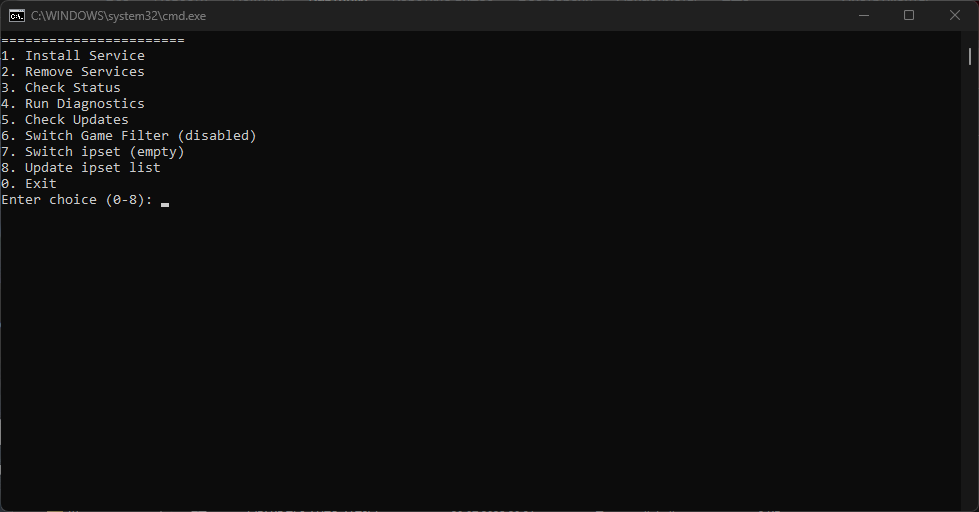 C:\WINDOWS\system32\cmd.exe
=======================
1. Install Service
2. Remove Services
3. Check Status
4. Run Diagnostics
5. Check Updates
6. Switch Game Filter (disabled)
7. Switch ipset (empty)
8. Update ipset list
0. Exit
Enter choice (0-8): _